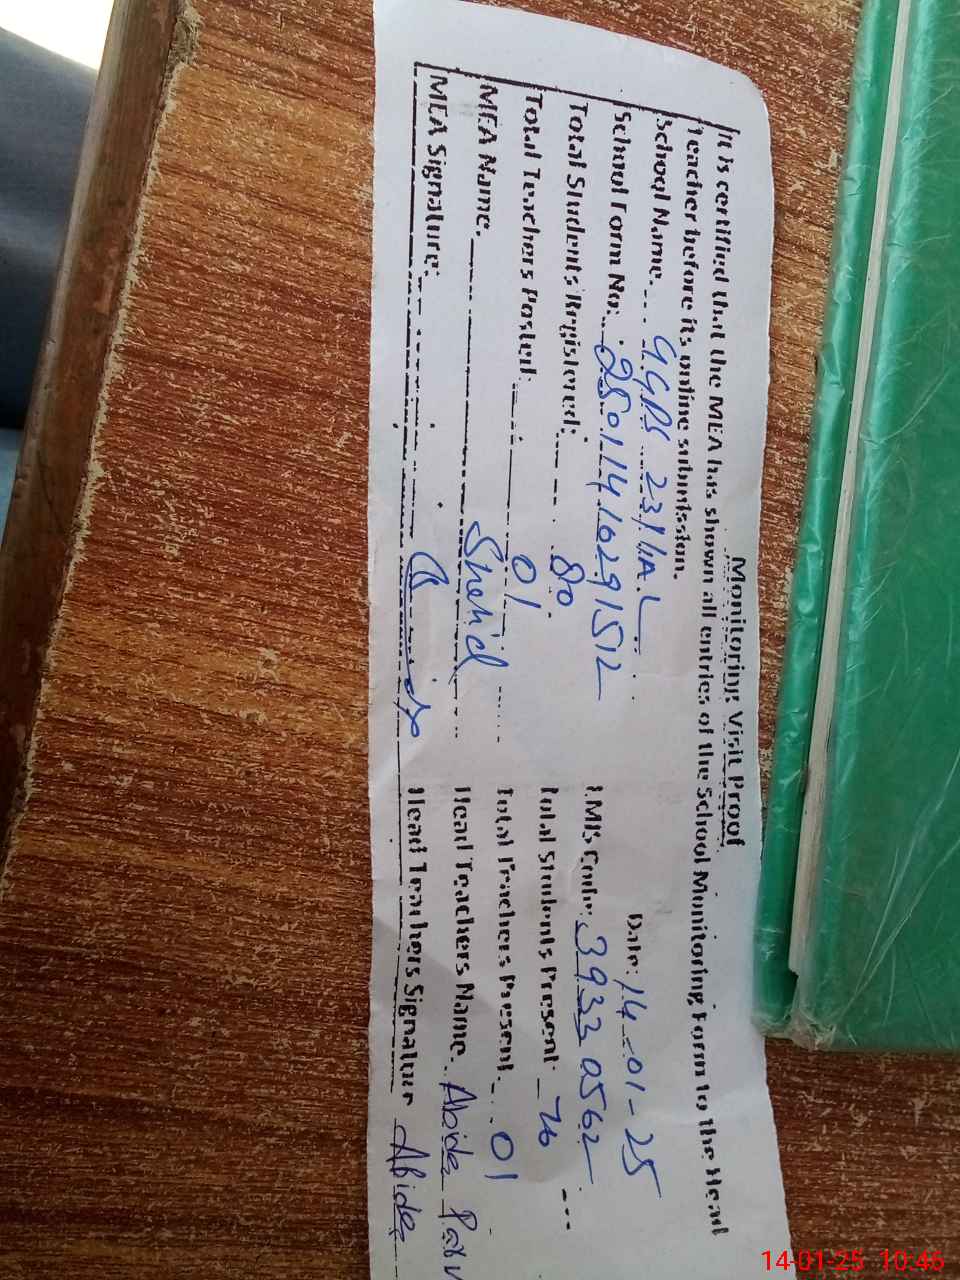 Monitoring Visit Proof
It is certified that the MEA has shown all entries of the School Monitoring Form to the Head
Teacher before its online submission.
School Name. GGPS 231/1AL Date: 14-01-25
School Form No: 25011410291512 EMIS Code: 39330562
Total Students Registered: 80 Total Students Present 76
Total Teachers Posted: 01 Total Teachers Present. 01
MEA Name. Shahid Head Teachers Name. Abida
MEA Signature: Head Teachers Signature Abida
14-01-25 10:46